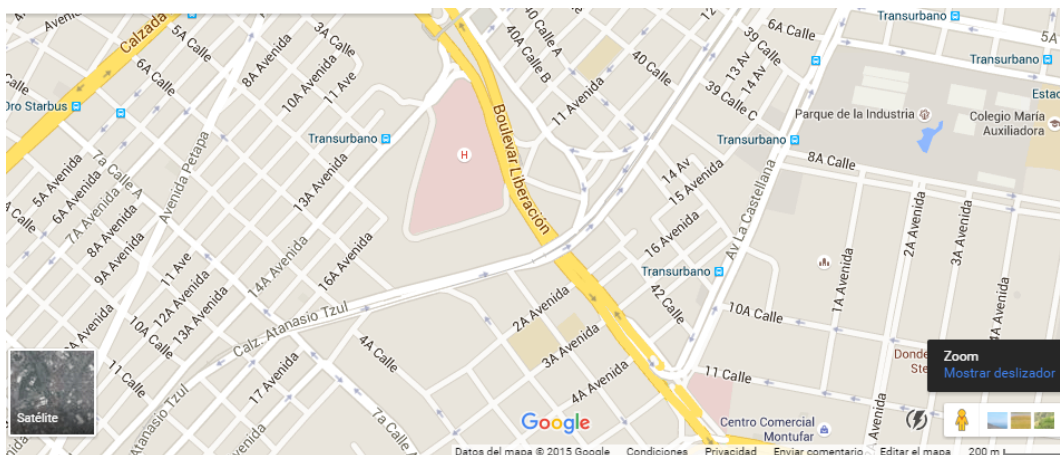 Avenida
4A
5A Calle
6A Calle
Calzada
8A Avenida
3A Calle
10A Avenida
11 Ave
40A Calle A
40A Calle B
11 Avenida
40 Calle
39 Calle
13 Av
14 Av
39 Calle C
Transurbano
6A Calle
5A
Transurbano
Estad
Oro Starbus
Transurbano
Parque de la Industria
Colegio María
Auxiliadora
Transurbano
H
Boulevar Liberación
7a Calle A
Avenida Petapa
5A Avenida
6A Avenida
7A Avenida
8A Avenida
9A Avenida
11 Ave
12A Avenida
13A Avenida
14A Avenida
13A Avenida
16A Avenida
14 Av
15 Avenida
16 Avenida
Av La Castellana
8A Calle
2A Avenida
3A Avenida
4A Avenida
1A Avenida
Transurbano
42 Calle
10A Calle
2A Avenida
3A Avenida
4A Avenida
Calz. Atanasio Tzul
10A Calle
11 Calle
17 Avenida
4A Calle
7a Calle A
Atanasio Tzul
11 Calle
Donde
Ste
Zoom
Mostrar deslizador
Satélite
Google
Centro Comercial
Montufar
Datos del mapa © 2015 Google Condiciones Privacidad Enviar comentario Editar el mapa 200 m